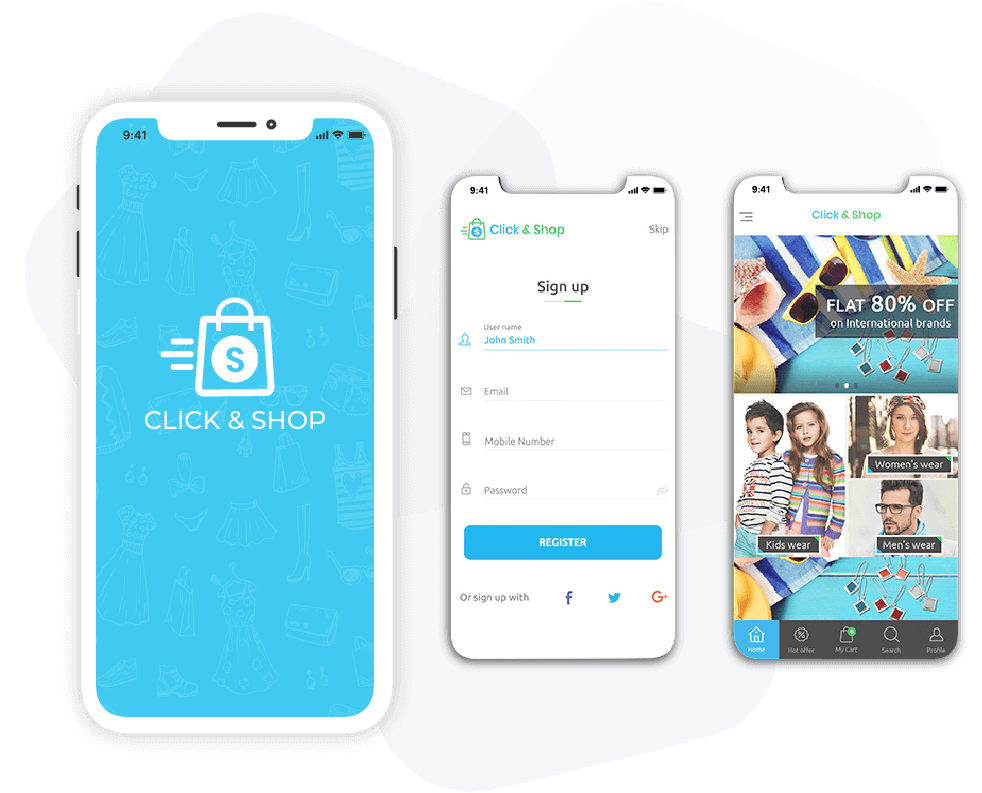 9:41
S
CLICK & SHOP
9:41
S
Click & Shop
Skip
Sign up
User name
John Smith
Email
Mobile Number
Password
REGISTER
Or sign up with
f
G+
9:41
Click & Shop
FLAT 80% OFF
on International brands
Women's wear
Kids wear
Men's wear
Home
Hot offer
My Cart
Search
Profile